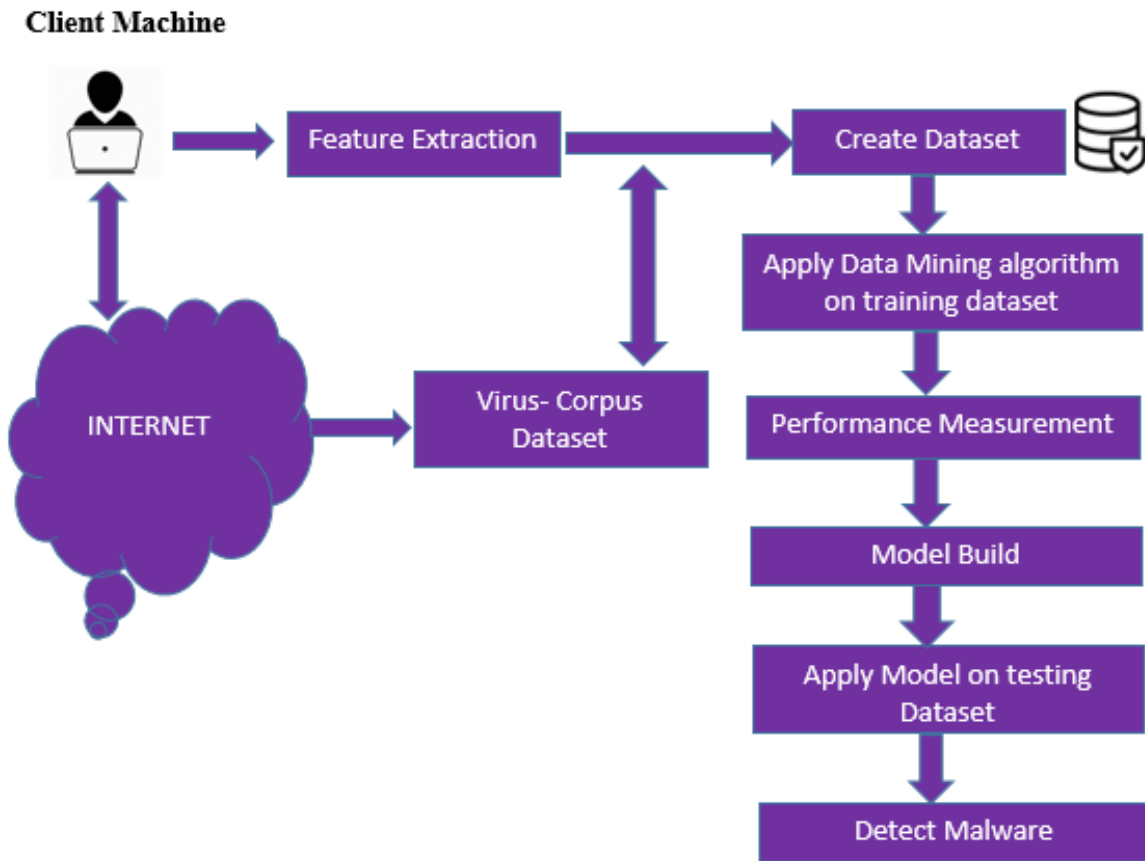 Client Machine
Feature Extraction
Create Dataset
Apply Data Mining algorithm
on training dataset
INTERNET
Virus- Corpus
Dataset
Performance Measurement
Model Build
Apply Model on testing
Dataset
Detect Malware